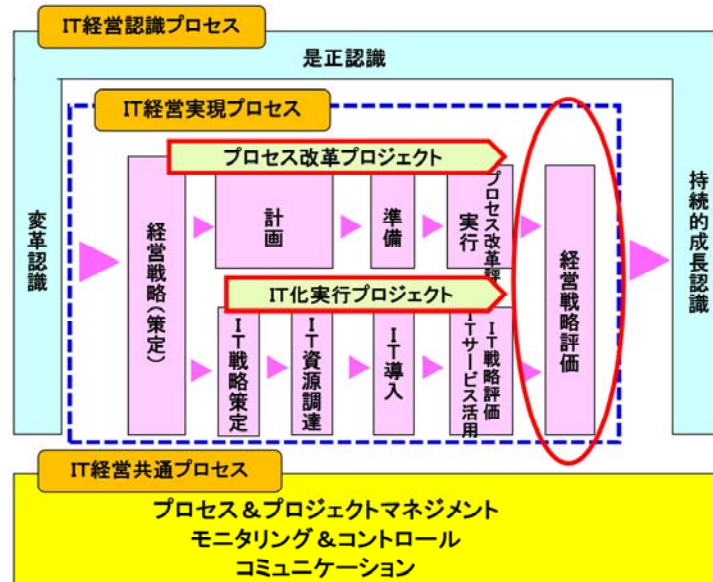 IT経営認識プロセス
是正認識
IT経営実現プロセス
プロセス改革プロジェクト
変革認識
経営戦略(策定)
計画
準備
実行
プロセス改革評
経営戦略評価
持続的成長認識
IT化実行プロジェクト
IT戦略策定
IT資源調達
IT導入
ITサービス活用
IT戦略評価
IT経営共通プロセス
プロセス&プロジェクトマネジメント
モニタリング&コントロール
コミュニケーション